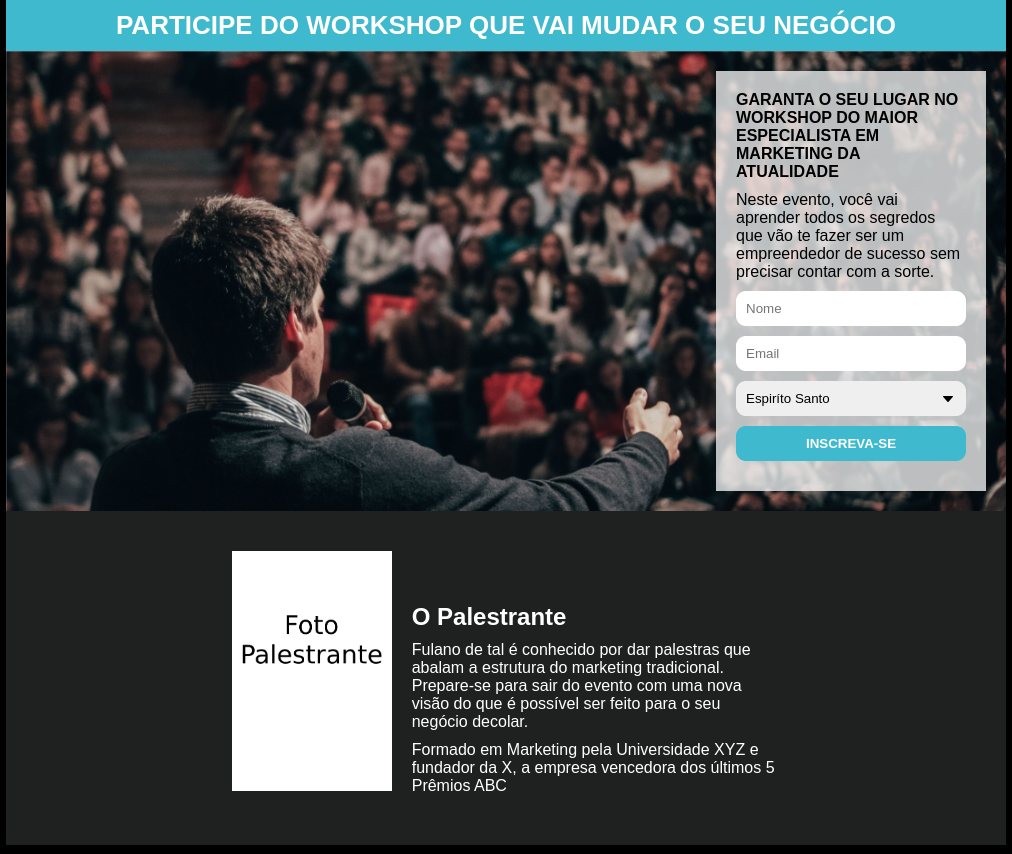 PARTICIPE DO WORKSHOP QUE VAI MUDAR O SEU NEGÓCIO
GARANTA O SEU LUGAR NO
WORKSHOP DO MAIOR
ESPECIALISTA EM
MARKETING DA
ATUALIDADE
Neste evento, você vai
aprender todos os segredos
que vão te fazer ser um
empreendedor de sucesso sem
precisar contar com a sorte.
Nome
Email
Espiríto Santo
INSCREVA-SE
Foto
Palestrante
O Palestrante
Fulano de tal é conhecido por dar palestras que
abalam a estrutura do marketing tradicional.
Prepare-se para sair do evento com uma nova
visão do que é possível ser feito para o seu
negócio decolar.
Formado em Marketing pela Universidade XYZ e
fundador da X, a empresa vencedora dos últimos 5
Prêmios ABC